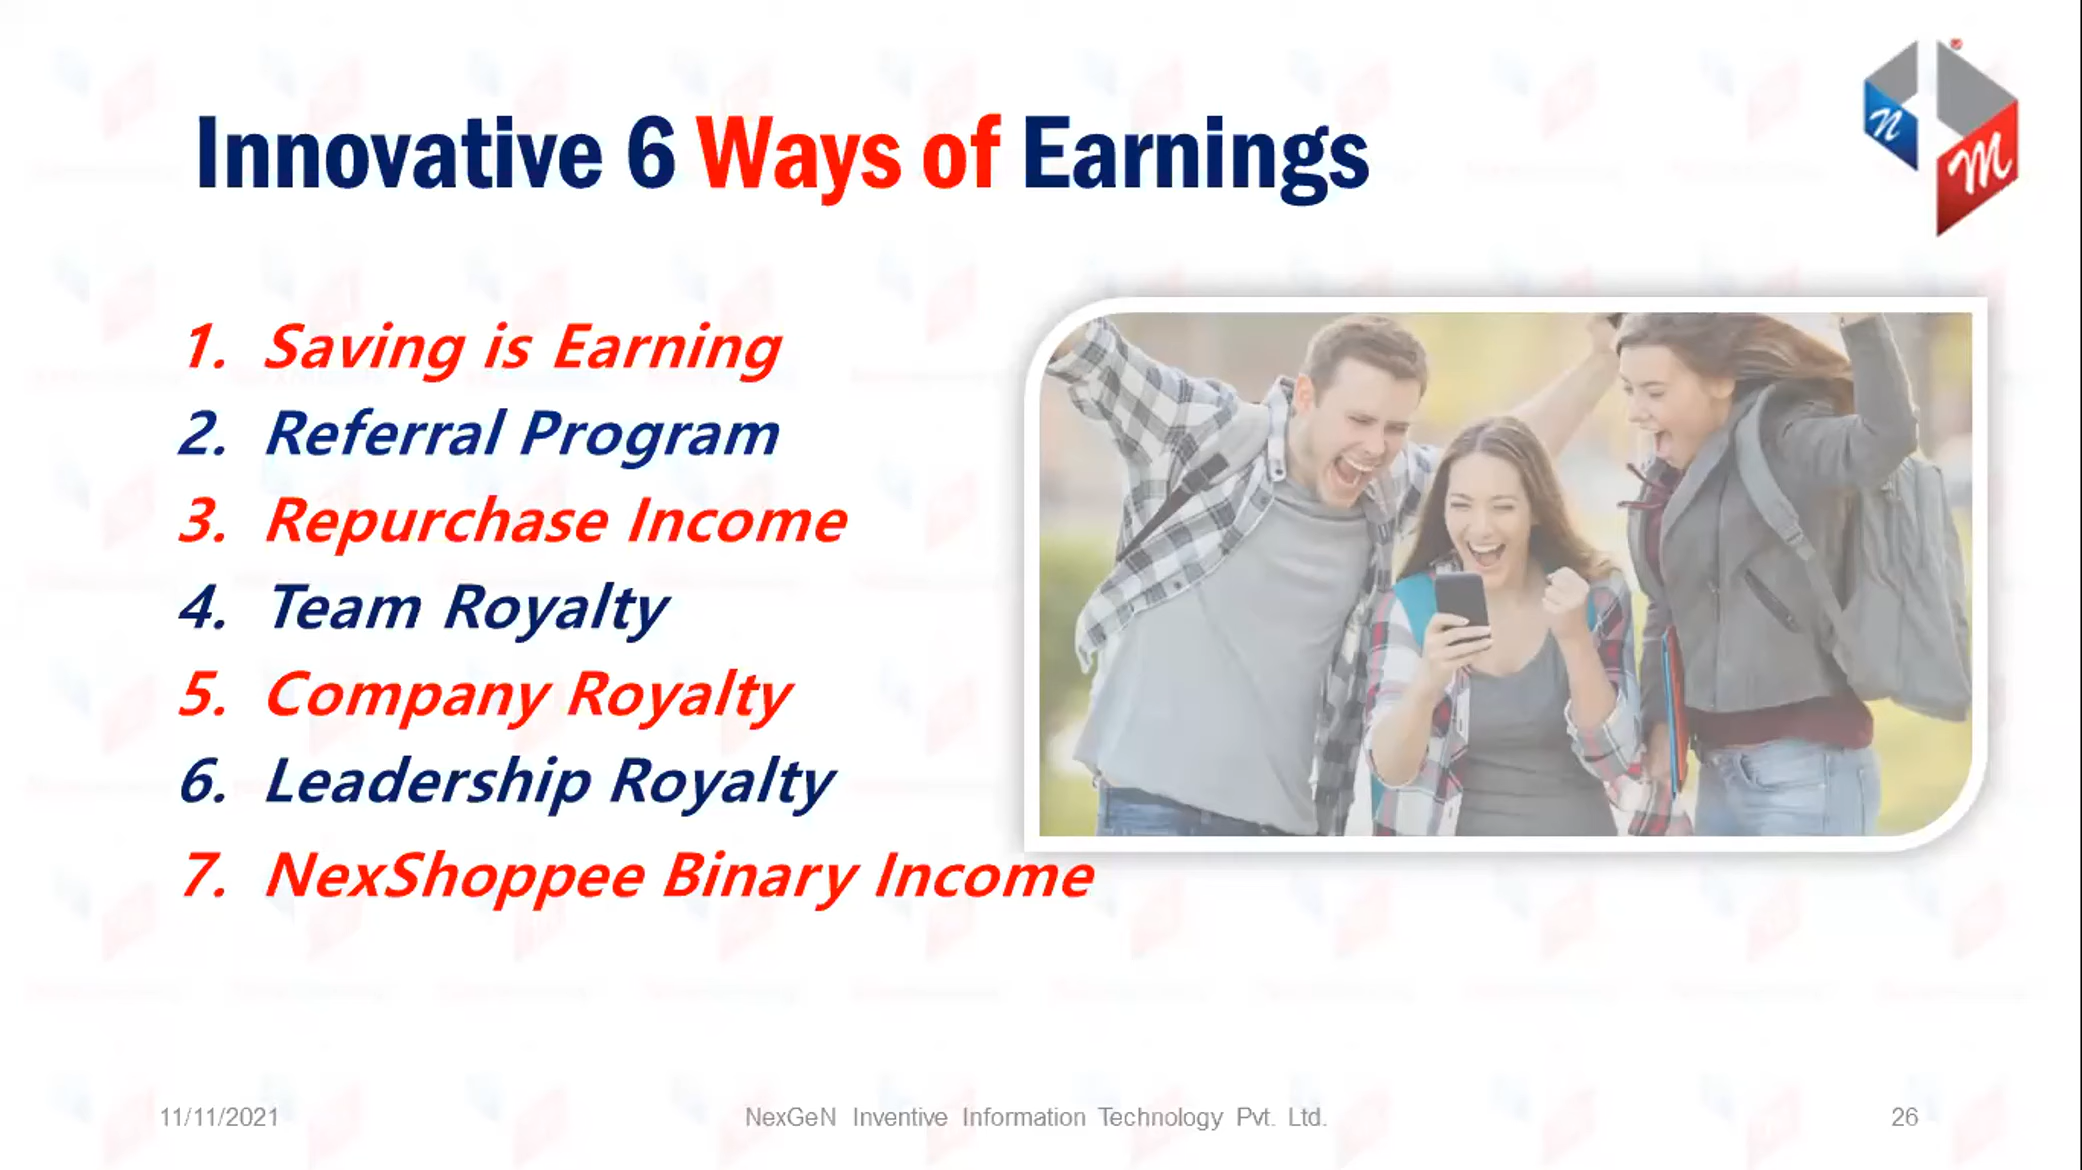 Innovative 6 Ways of Earnings
n
M
1. Saving is Earning
2. Referral Program
3. Repurchase Income
4. Team Royalty
5. Company Royalty
6. Leadership Royalty
7. NexShoppee Binary Income
11/11/2021
NexGeN Inventive Information Technology Pvt. Ltd.
26